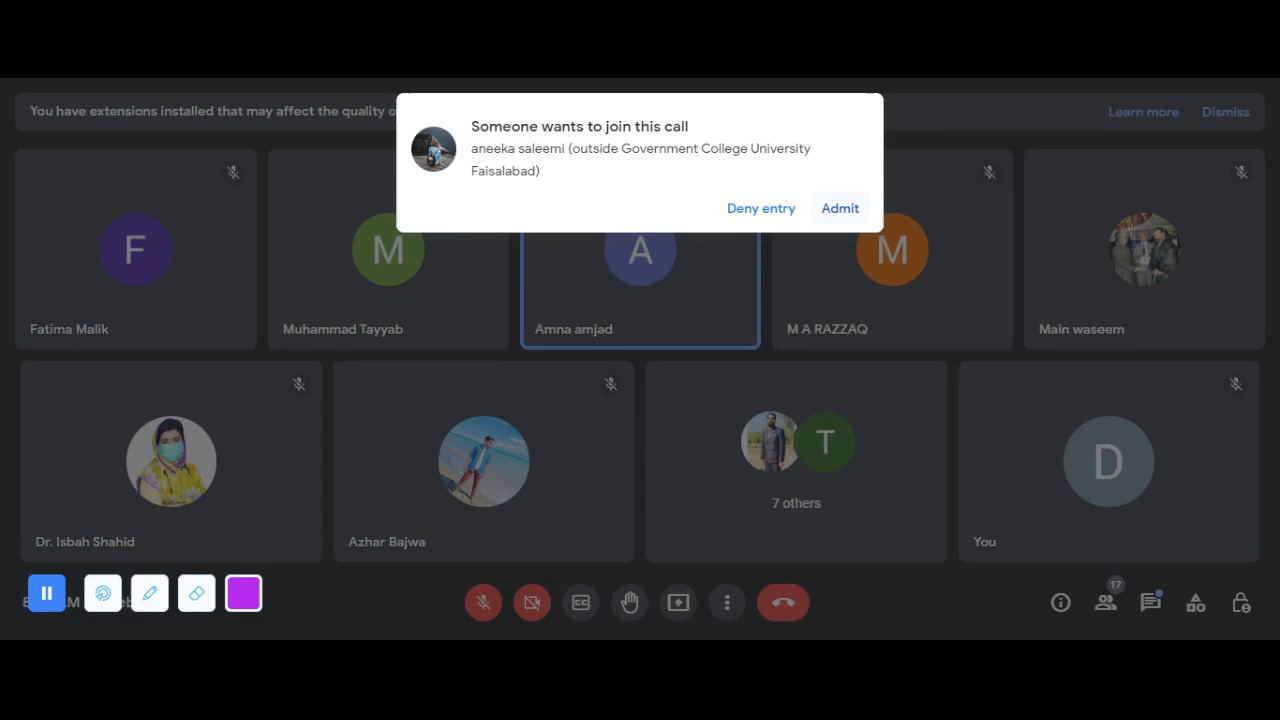 Someone wants to join this call
aneeka saleemi (outside Government College University
Faisalabad)
Deny entry Admit
You have extensions installed that may affect the quality o
Learn more Dismiss
F
Fatima Malik
M
Muhammad Tayyab
A
Amna amjad
M
M A RAZZAQ
Main waseem
Dr. Isbah Shahid
Azhar Bajwa
T
7 others
D
You
CC
17